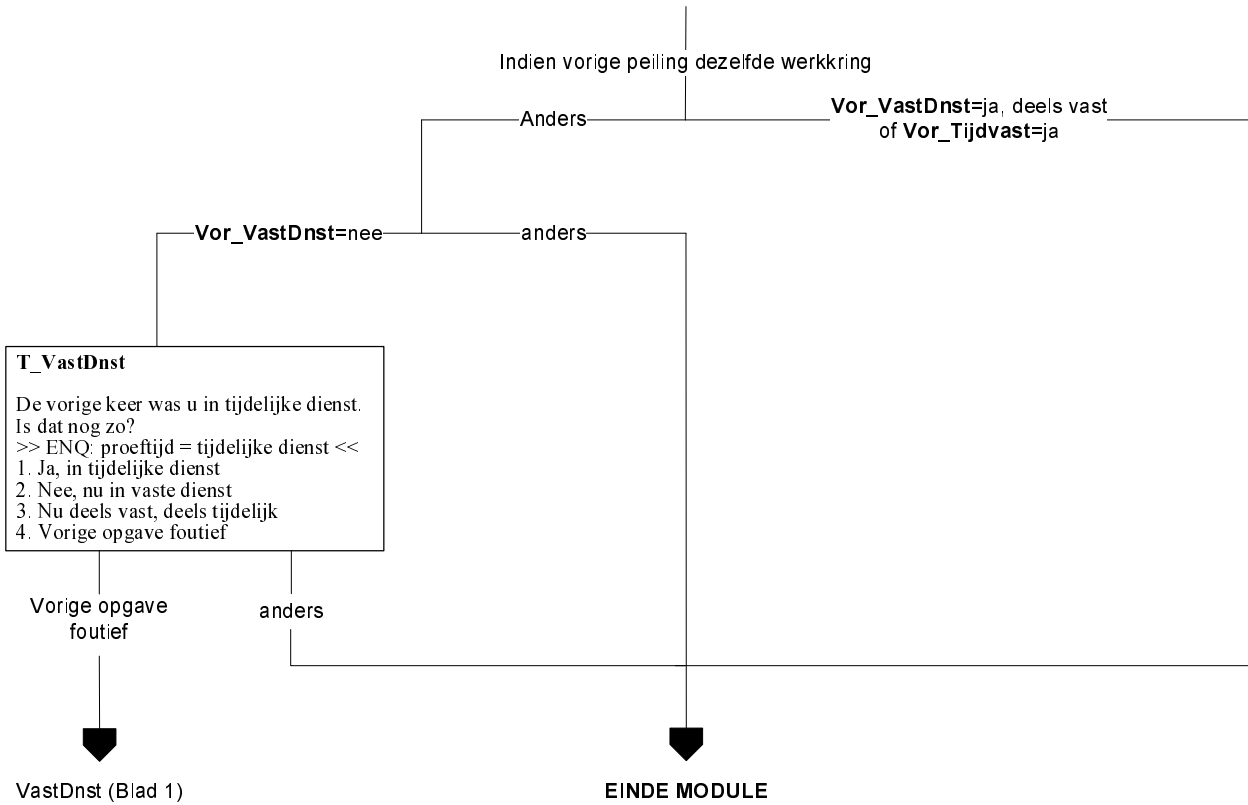 Indien vorige peiling dezelfde werkkring
Anders
Vor_VastDnst=ja, deels vast
of Vor_Tijdvast=ja
Vor_VastDnst=nee
anders
T_VastDnst
De vorige keer was u in tijdelijke dienst.
Is dat nog zo?
>> ENQ: proeftijd = tijdelijke dienst <<
1. Ja, in tijdelijke dienst
2. Nee, nu in vaste dienst
3. Nu deels vast, deels tijdelijk
4. Vorige opgave foutief
Vorige opgave
foutief
anders
VastDnst (Blad 1)
EINDE MODULE